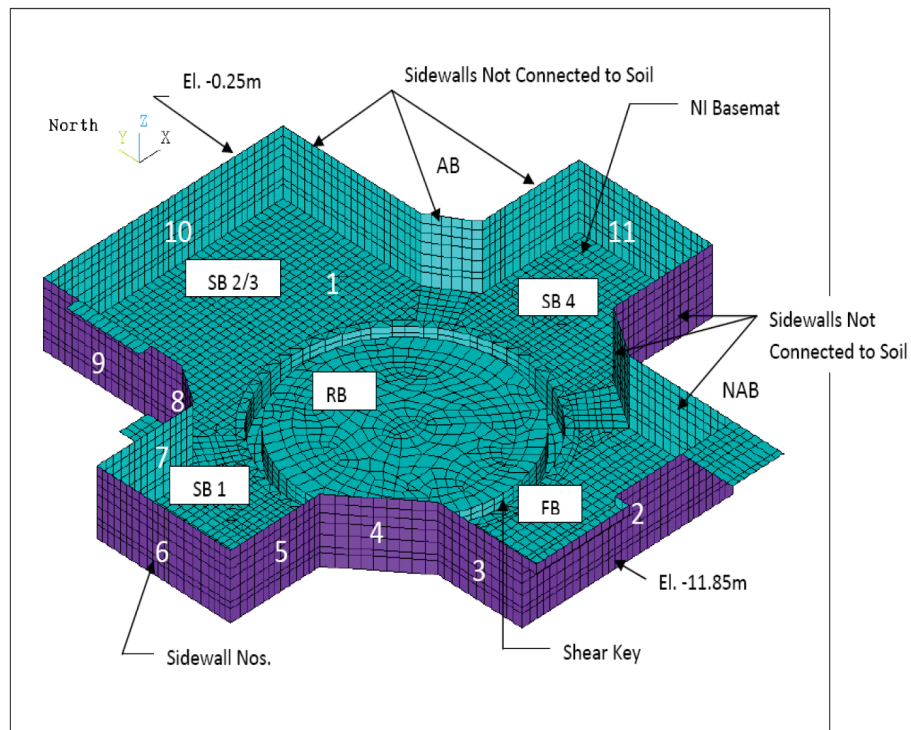 El. -0.25m
Sidewalls Not Connected to Soil
NI Basemat
North
Z
Y
X
AB
10
11
SB 2/3
1
SB 4
Sidewalls Not
Connected to Soil
9
8
RB
NAB
7
SB 1
FB
2
6
5
4
3
El. -11.85m
Sidewall Nos.
Shear Key